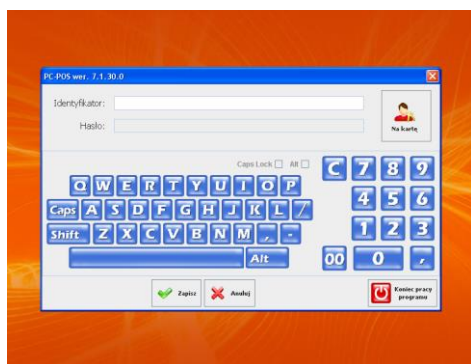 PC-POS wer. 7.1.30.0
Identyfikator:
Hasło:
Na kartę
Caps Lock Alt
C 7 8 9
Q W E R T Y U I O P
4 5 6
Caps A S D F G H J K L /
1 2 3
Shift Z X C V B N M , -
Alt
00 0 ,
Zapisz
Anuluj
Koniec pracy
programu